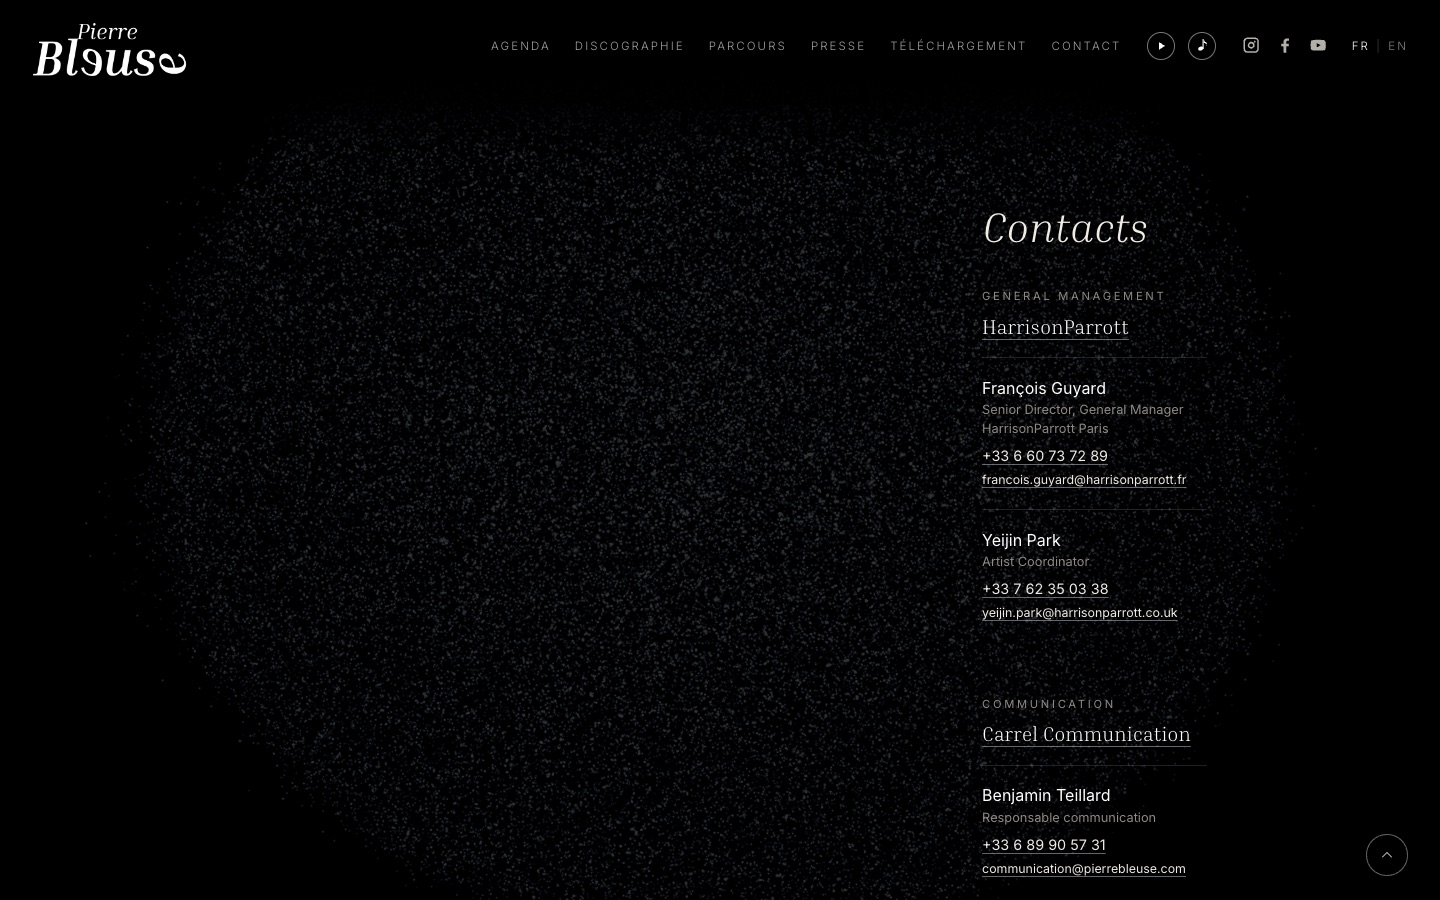 Pierre
Bleuse
AGENDA DISCOGRAPHIE PARCOURS PRESSE TÉLÉCHARGEMENT CONTACT FR | EN
Contacts
GENERAL MANAGEMENT
HarrisonParrott
François Guyard
Senior Director, General Manager
HarrisonParrott Paris
+33 6 60 73 72 89
francois.guyard@harrisonparrott.fr
Yeijin Park
Artist Coordinator
+33 7 62 35 03 38
yeijin.park@harrisonparrott.co.uk
COMMUNICATION
Carrel Communication
Benjamin Teillard
Responsable communication
+33 6 89 90 57 31
communication@pierrebleuse.com